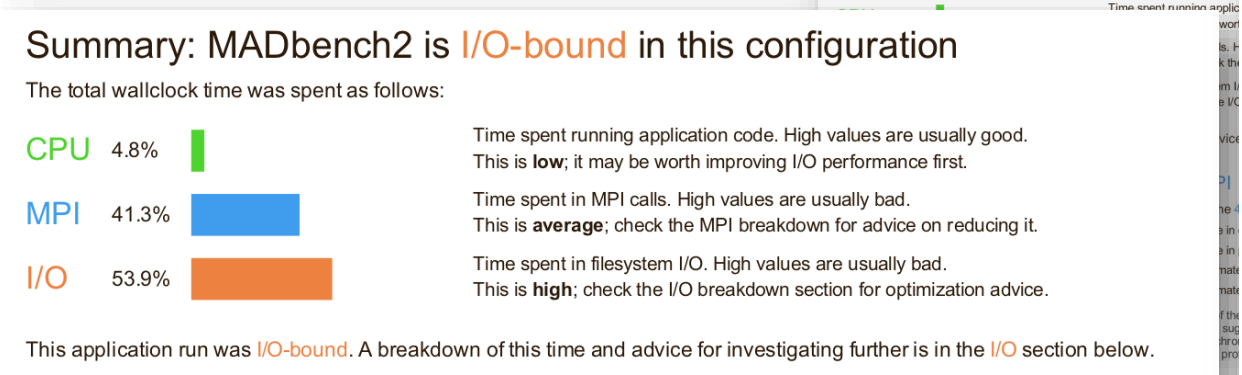 Time spent running applic
Summary: MADbench2 is I/O-bound in this configuration
The total wallclock time was spent as follows:
CPU 4.8%
Time spent running application code. High values are usually good.
This is low; it may be worth improving I/O performance first.
MPI 41.3%
Time spent in MPI calls. High values are usually bad.
This is average; check the MPI breakdown for advice on reducing it.
I/O 53.9%
Time spent in filesystem I/O. High values are usually bad.
This is high; check the I/O breakdown section for optimization advice.
This application run was I/O-bound. A breakdown of this time and advice for investigating further is in the I/O section below.